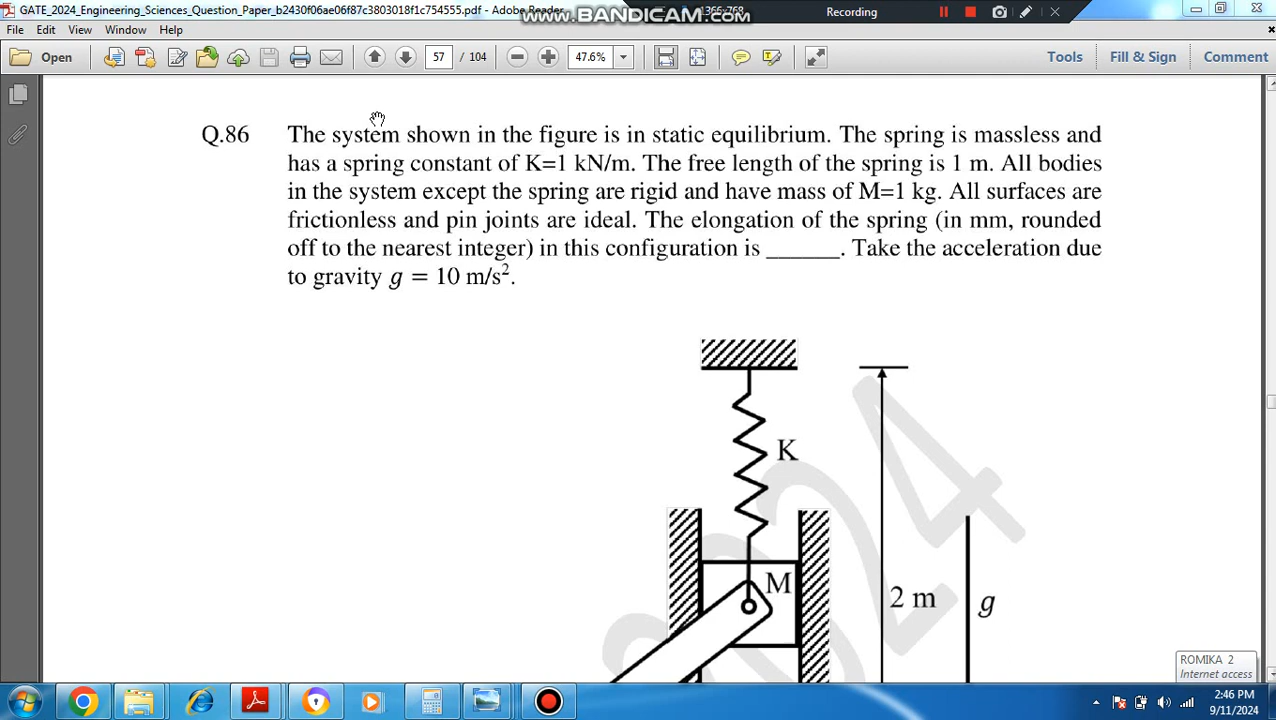 GATE_2024_Engineering_Sciences_Question_Paper_b2430f06ae06f87c3803018f1c754555.pdf - Adobe Reader
www.BANDICAM.com
1366x768
Recording
File Edit View Window Help
Open
57 / 104
47.6%
Tools
Fill & Sign
Comment
Q.86 The system shown in the figure is in static equilibrium. The spring is massless and
has a spring constant of K=1 kN/m. The free length of the spring is 1 m. All bodies
in the system except the spring are rigid and have mass of M=1 kg. All surfaces are
frictionless and pin joints are ideal. The elongation of the spring (in mm, rounded
off to the nearest integer) in this configuration is ______. Take the acceleration due
to gravity g = 10 m/s².
K
M
2 m
g
2024
ROMIKA 2
Internet access
2:46 PM
9/11/2024